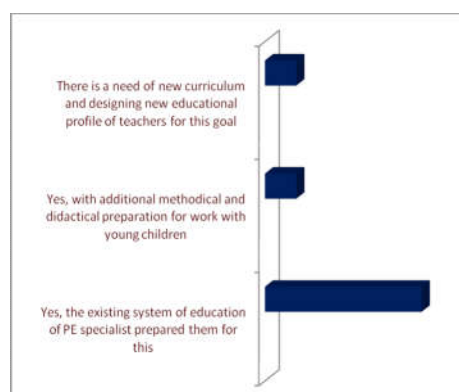 There is a need of new curriculum
and designing new educational
profile of teachers for this goal
Yes, with additional methodical and
didactical preparation for work with
young children
Yes, the existing system of education
of PE specialist prepared them for
this